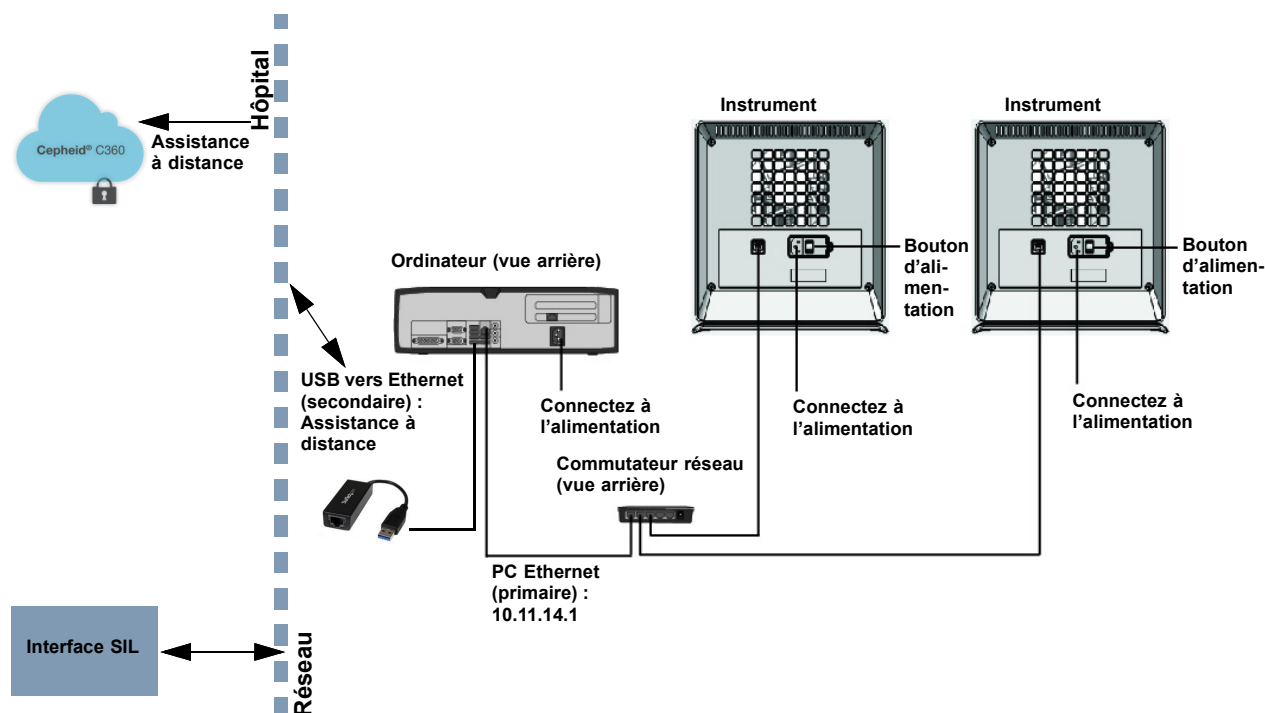 Hôpital
Cepheid® C360
Assistance
à distance
Instrument
Instrument
Bouton
d'ali-
men-
tation
Bouton
d'alimen-
tation
Ordinateur (vue arrière)
USB vers Ethernet
(secondaire) :
Assistance à
distance
Connectez à
l'alimentation
Connectez à
l'alimentation
Connectez à
l'alimentation
Commutateur réseau
(vue arrière)
StarTech
PC Ethernet
(primaire) :
10.11.14.1
Interface SIL
Réseau